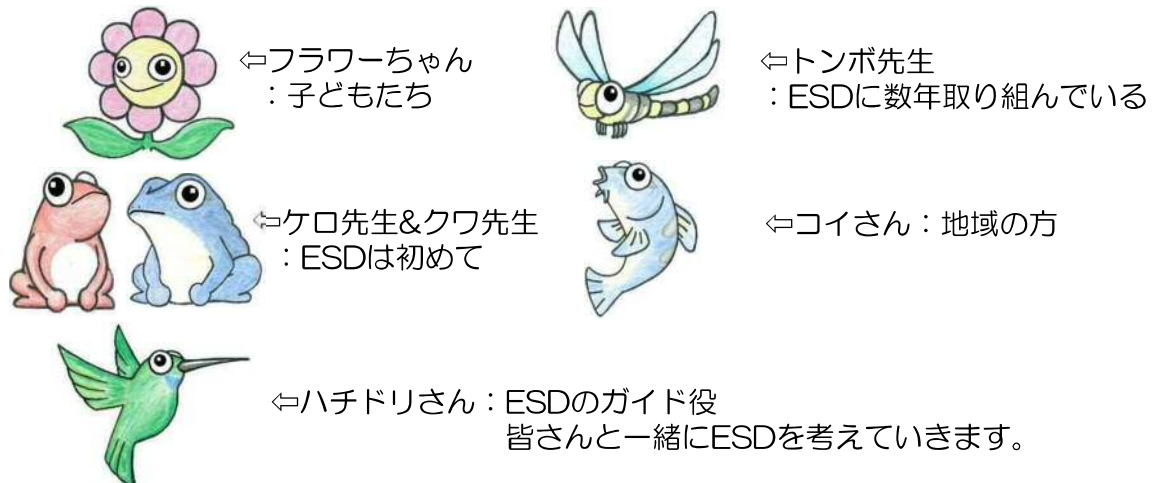 ⇦フラワーちゃん
：子どもたち
⇦トンボ先生
：ESDに数年取り組んでいる
⇦ケロ先生&クワ先生
：ESDは初めて
⇦コイさん：地域の方
⇦ハチドリさん：ESDのガイド役
皆さんと一緒にESDを考えていきます。